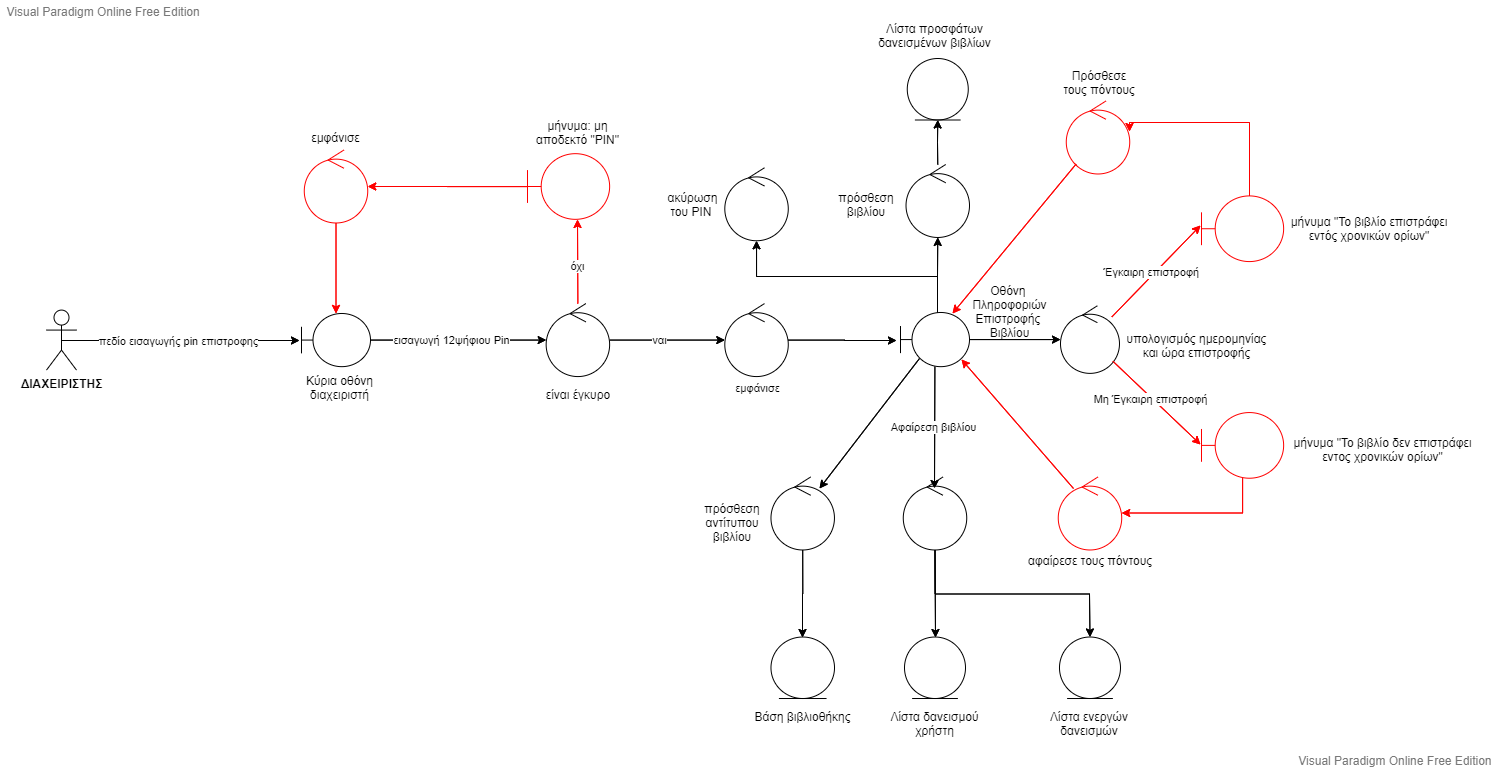 Visual Paradigm Online Free Edition
Λίστα προσφάτων
δανεισμένων βιβλίων
Πρόσθεσε
τους πόντους
εμφάνισε
μήνυμα: μη
αποδεκτό "PIN"
ακύρωση
του PIN
πρόσθεση
βιβλίου
μήνυμα "Το βιβλίο επιστράφει
εντός χρονικών ορίων"
όχι
Έγκαιρη επιστροφή
Οθόνη
Πληροφοριών
Επιστροφής
Βιβλίου
πεδίο εισαγωγής pin επιστροφης
εισαγωγή 12ψήφιου Pin
ναι
υπολογισμός ημερομηνίας
και ώρα επιστροφής
ΔΙΑΧΕΙΡΙΣΤΗΣ
Κύρια οθόνη
διαχειριστή
είναι έγκυρο
εμφάνισε
Μη Έγκαιρη επιστροφή
Αφαίρεση βιβλίου
μήνυμα "Το βιβλίο δεν επιστράφει
εντος χρονικών ορίων"
πρόσθεση
αντίτυπου
βιβλίου
αφαίρεσε τους πόντους
Βάση βιβλιοθήκης
Λίστα δανεισμού
χρήστη
Λίστα ενεργών
δανεισμών
Visual Paradigm Online Free Edition